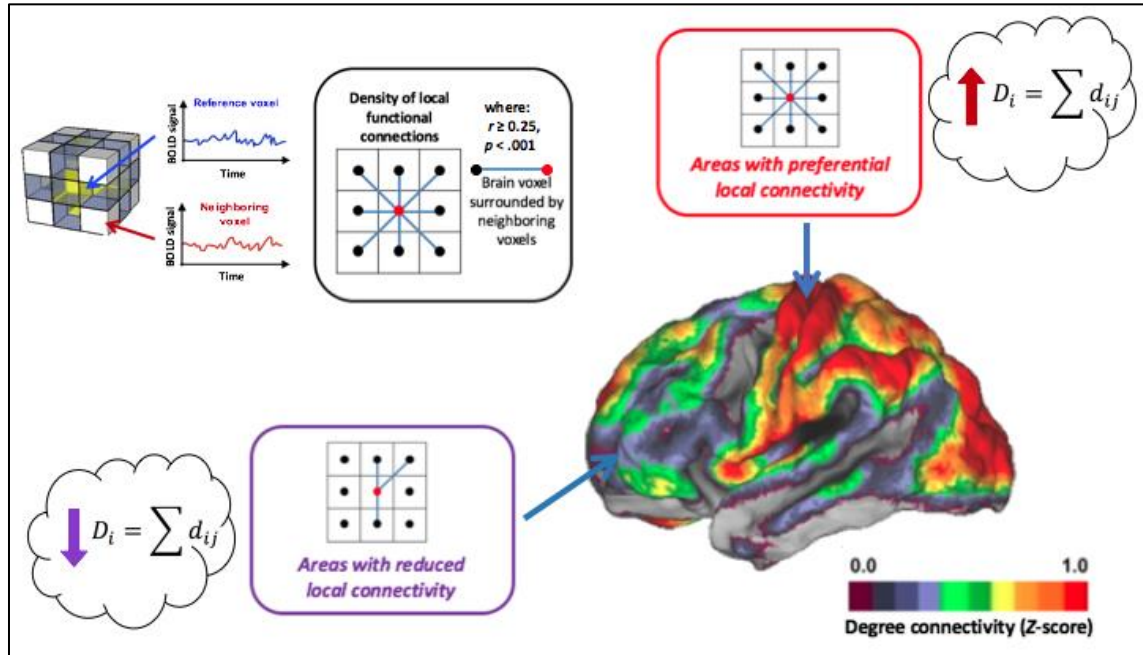 Reference voxel
BOLD signal
Time
Neighboring
voxel
BOLD signal
Time
Density of local
functional
connections
where:
r ≥ 0.25,
p < .001
Brain voxel
surrounded by
neighboring
voxels
Areas with preferential
local connectivity
D_i = ∑ d_ij
D_i = ∑ d_ij
Areas with reduced
local connectivity
0.0 1.0
Degree connectivity (Z-score)